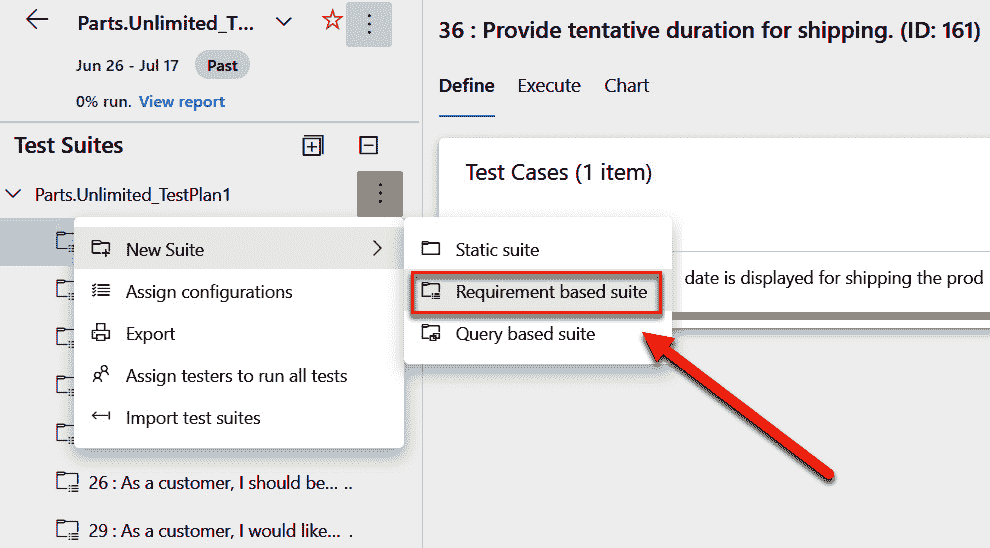 Parts.Unlimited_T...
Jun 26 - Jul 17 Past
0% run. View report
Test Suites
Parts.Unlimited_TestPlan1
New Suite
Assign configurations
Export
Assign testers to run all tests
Import test suites
26 : As a customer, I should be... ..
29 : As a customer, I would like... .
Static suite
Requirement based suite
Query based suite
36 : Provide tentative duration for shipping. (ID: 161)
Define Execute Chart
Test Cases (1 item)
date is displayed for shipping the prod